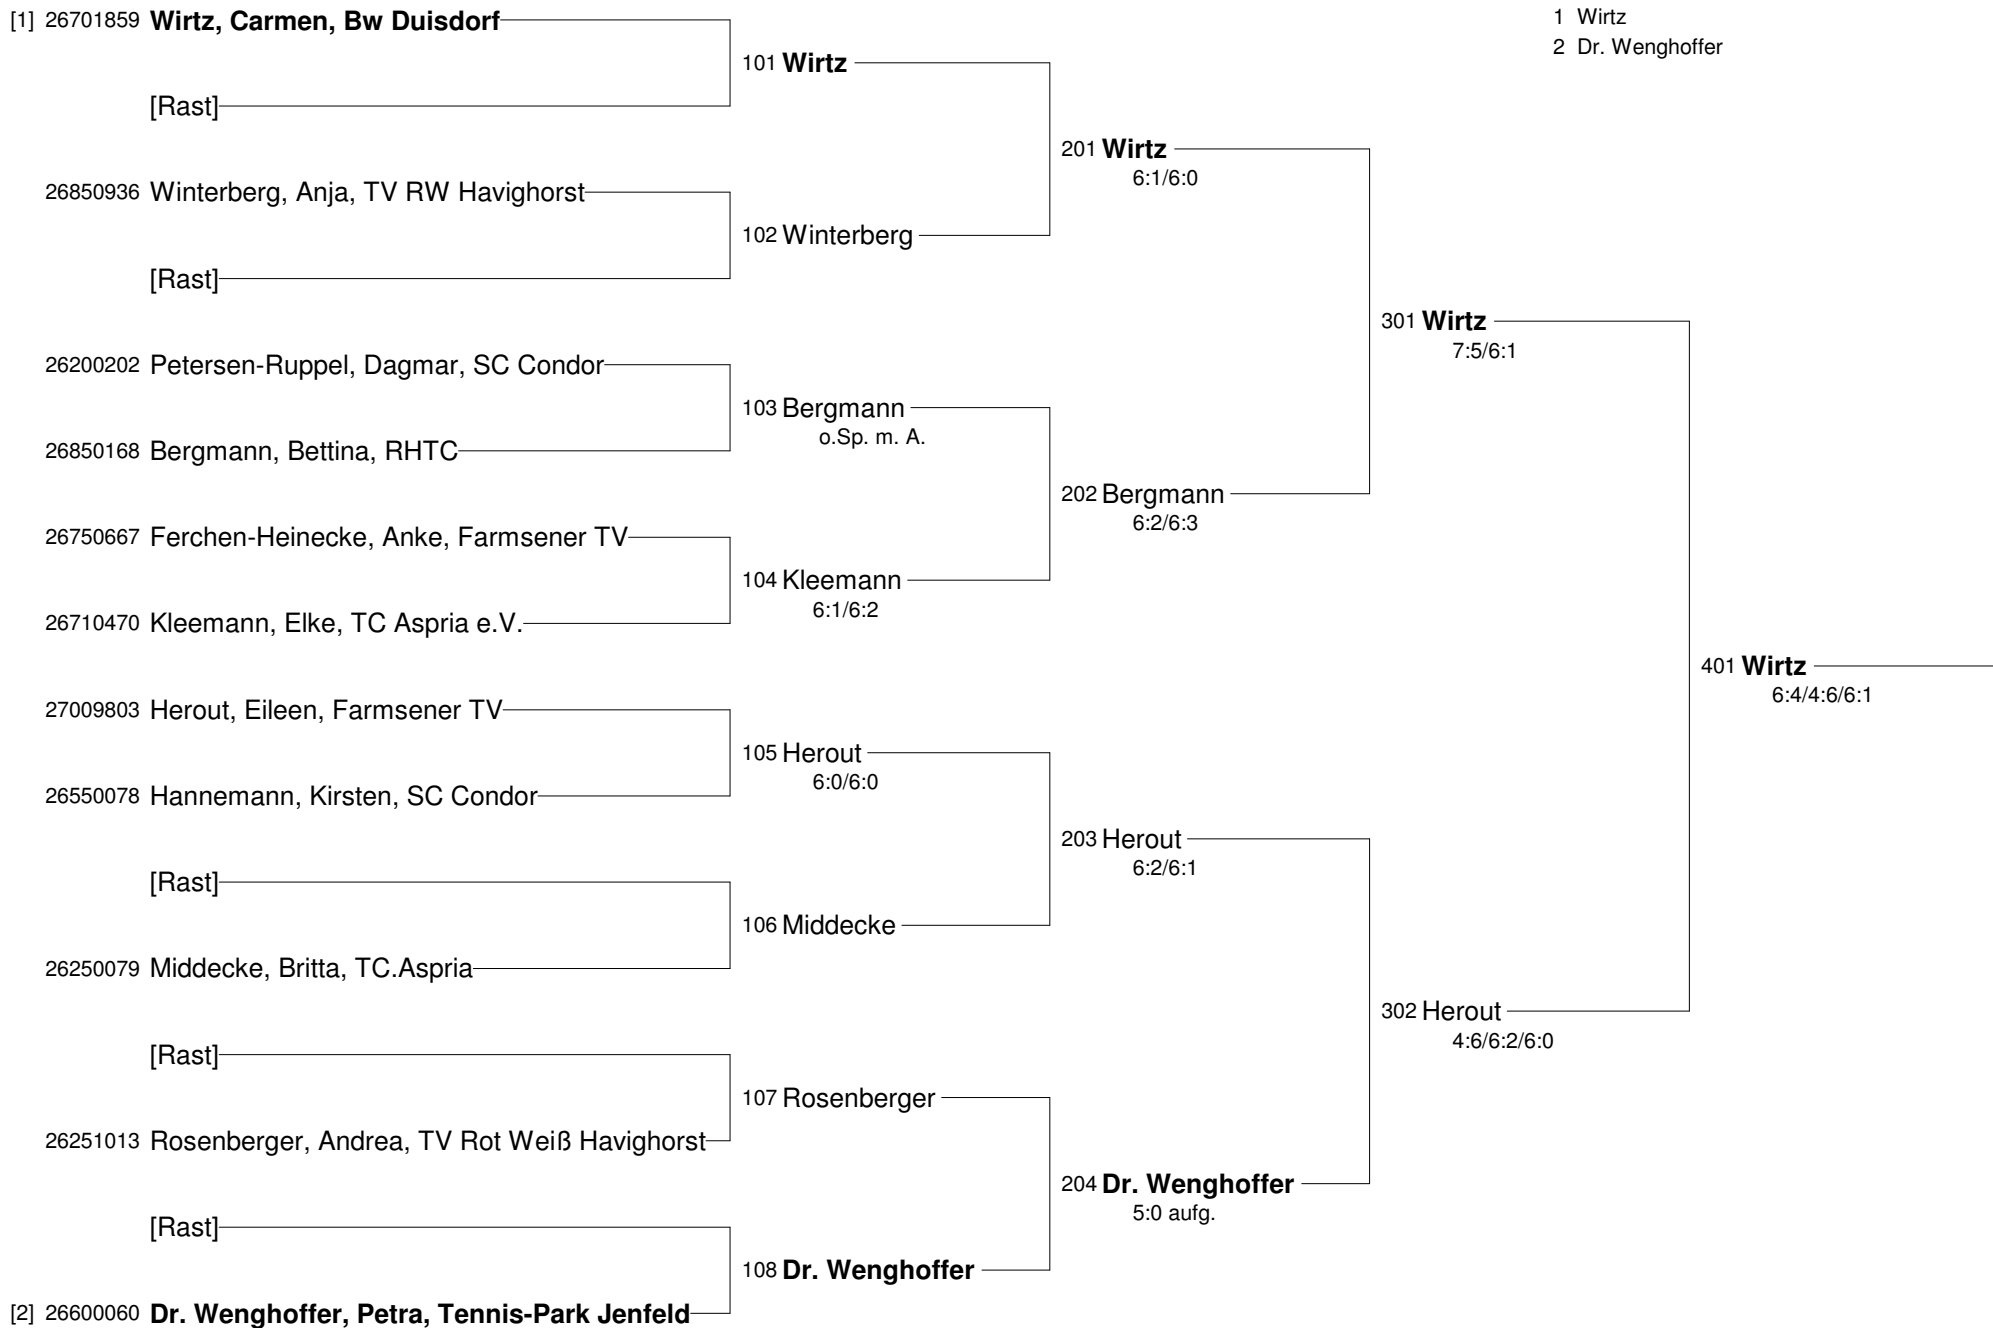 [1] 26701859 Wirtz, Carmen, Bw Duisdorf
[Rast]
26850936 Winterberg, Anja, TV RW Havighorst
[Rast]
26200202 Petersen-Ruppel, Dagmar, SC Condor
26850168 Bergmann, Bettina, RHTC
26750667 Ferchen-Heinecke, Anke, Farmsener TV
26710470 Kleemann, Elke, TC Aspria e.V.
27009803 Herout, Eileen, Farmsener TV
26550078 Hannemann, Kirsten, SC Condor
[Rast]
26250079 Middecke, Britta, TC.Aspria
[Rast]
26251013 Rosenberger, Andrea, TV Rot Weiß Havighorst
[Rast]
[2] 26600060 Dr. Wenghoffer, Petra, Tennis-Park Jenfeld
101 Wirtz
102 Winterberg
103 Bergmann
o.Sp. m. A.
104 Kleemann
6:1/6:2
105 Herout
6:0/6:0
106 Middecke
107 Rosenberger
108 Dr. Wenghoffer
201 Wirtz
6:1/6:0
202 Bergmann
6:2/6:3
203 Herout
6:2/6:1
204 Dr. Wenghoffer
5:0 aufg.
301 Wirtz
7:5/6:1
302 Herout
4:6/6:2/6:0
401 Wirtz
6:4/4:6/6:1
1 Wirtz
2 Dr. Wenghoffer